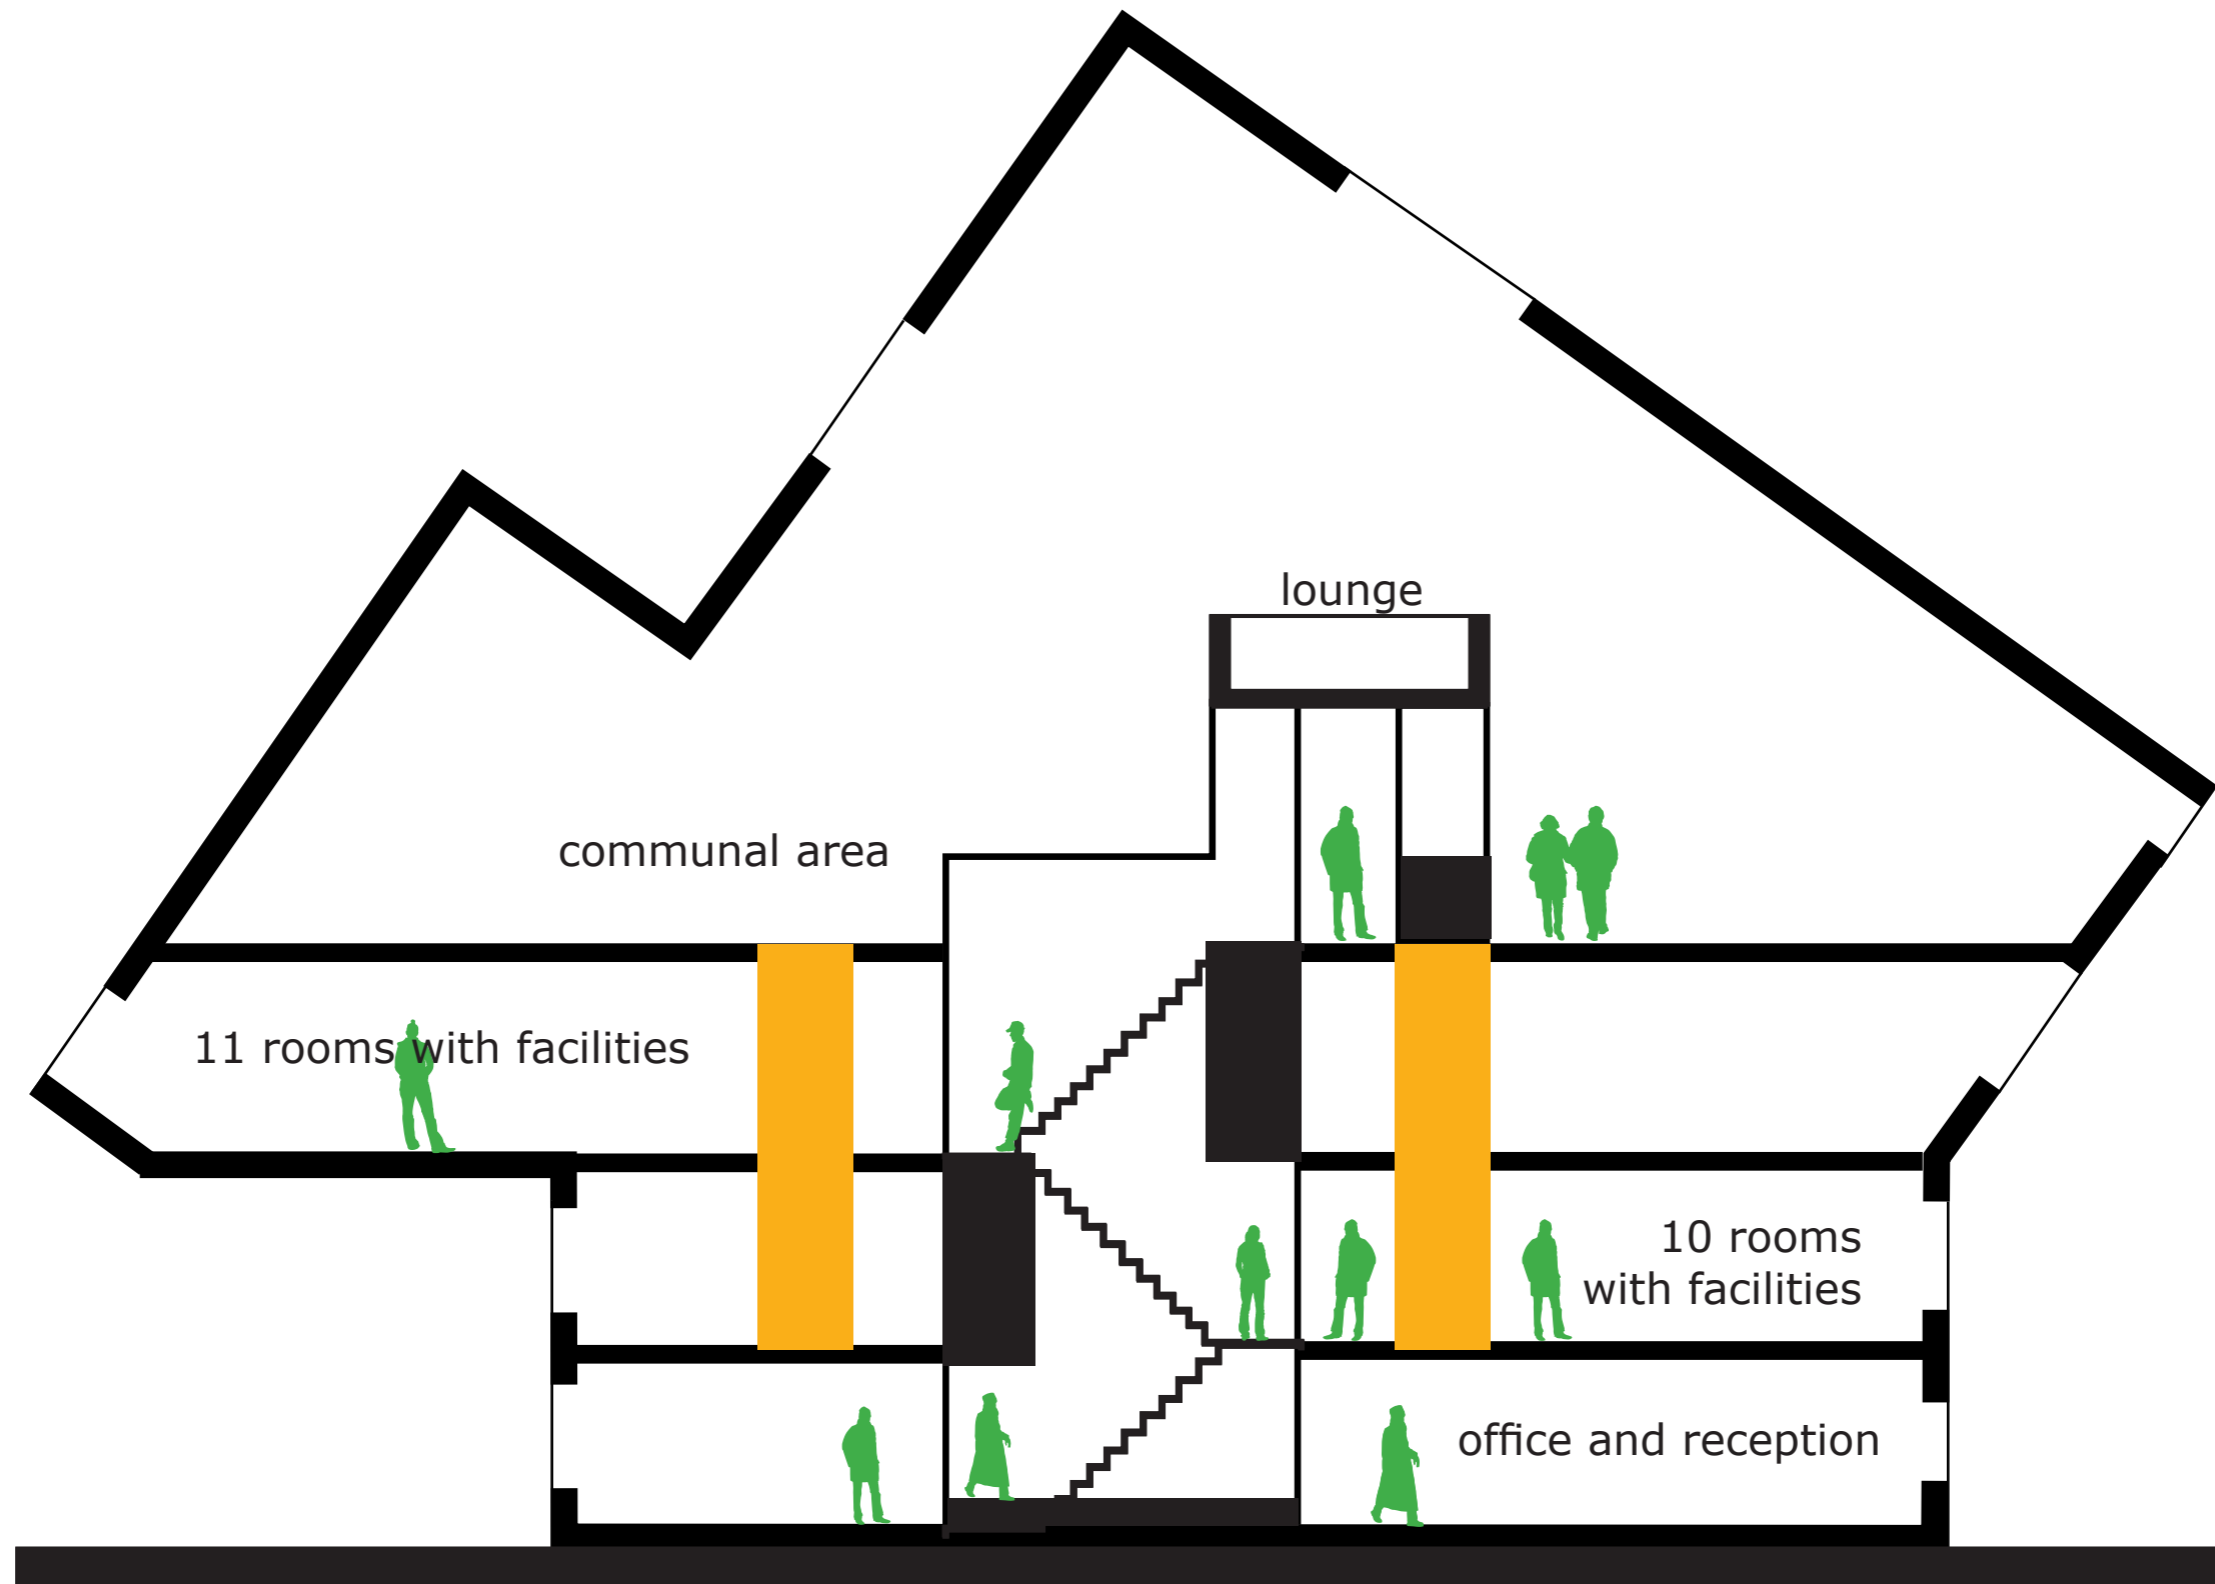 lounge
communal area
11 rooms with facilities
10 rooms
with facilities
office and reception